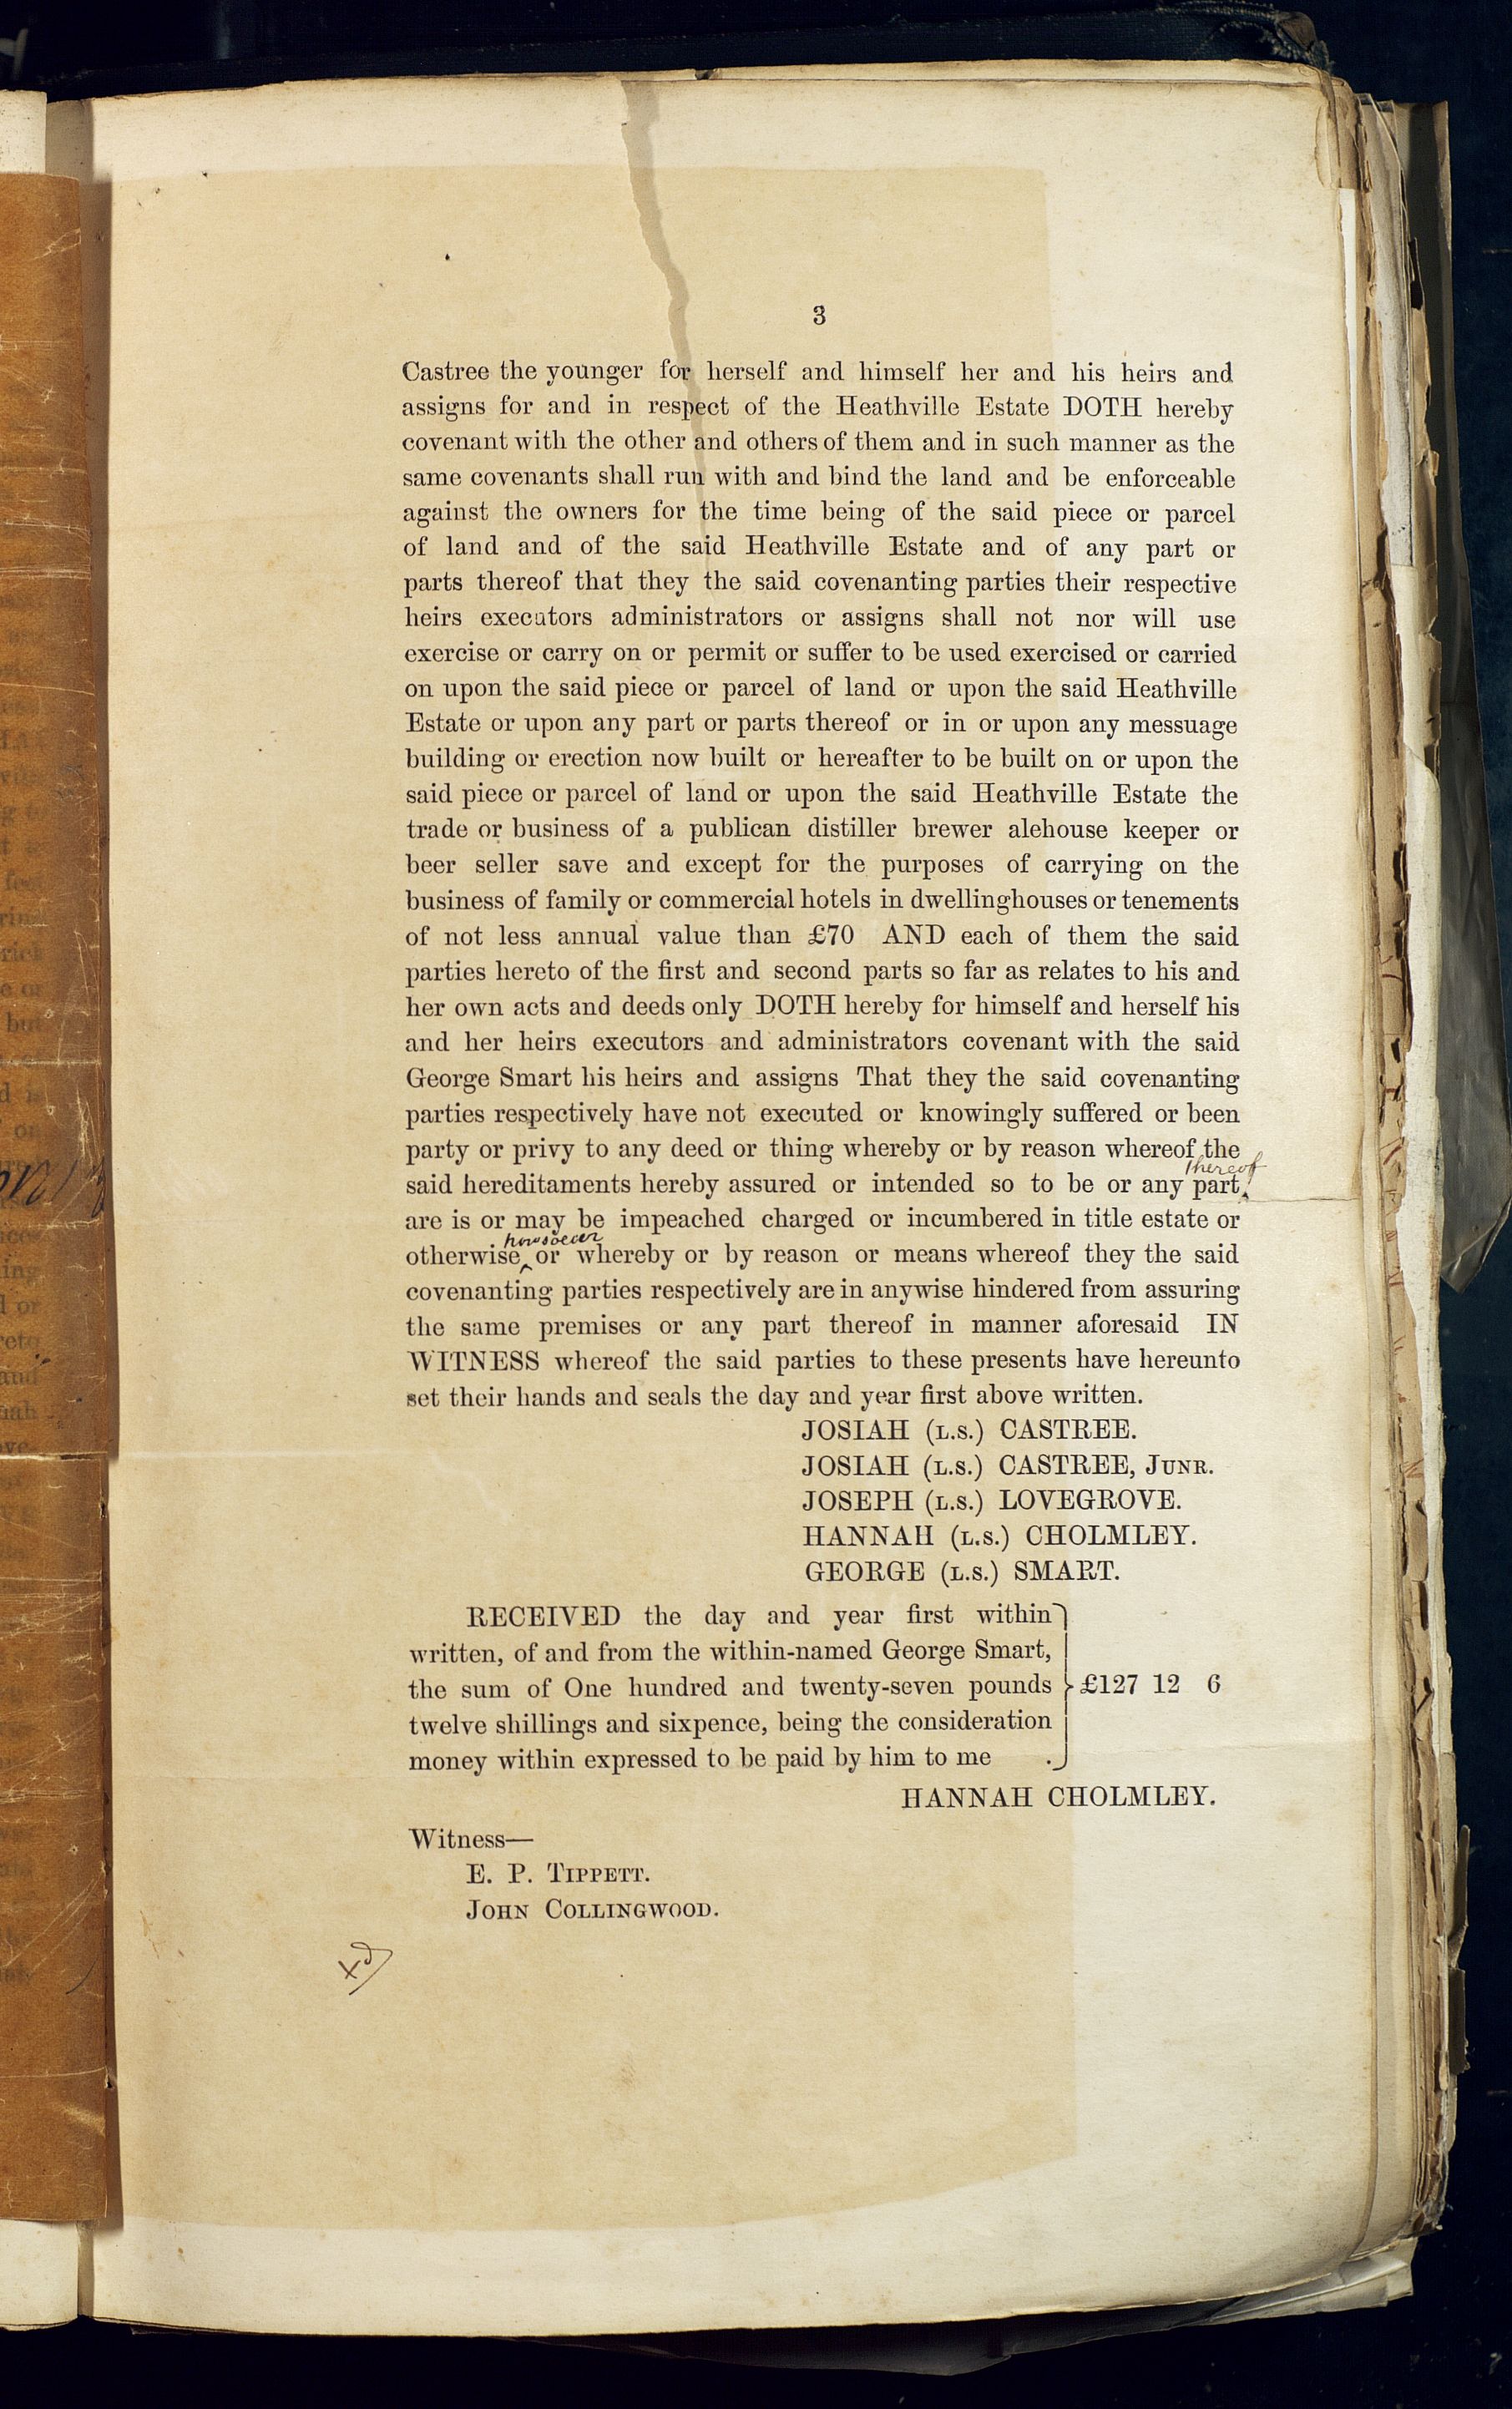 3
Castree the younger for herself and himself her and his heirs and
assigns for and in respect of the Heathville Estate DOTH hereby
covenant with the other and others of them and in such manner as the
same covenants shall run with and bind the land and be enforceable
against the owners for the time being of the said piece or parcel
of land and of the said Heathville Estate and of any part or
parts thereof that they the said covenanting parties their respective
heirs executors administrators or assigns shall not nor will use
exercise or carry on or permit or suffer to be used exercised or carried
on upon the said piece or parcel of land or upon the said Heathville
Estate or upon any part or parts thereof or in or upon any messuage
building or erection now built or hereafter to be built on or upon the
said piece or parcel of land or upon the said Heathville Estate the
trade or business of a publican distiller brewer alehouse keeper or
beer seller save and except for the purposes of carrying on the
business of family or commercial hotels in dwellinghouses or tenements
of not less annual value than £70 AND each of them the said
parties hereto of the first and second parts so far as relates to his and
her own acts and deeds only DOTH hereby for himself and herself his
and her heirs executors and administrators covenant with the said
George Smart his heirs and assigns That they the said covenanting
parties respectively have not executed or knowingly suffered or been
party or privy to any deed or thing whereby or by reason whereof the
thereof
said hereditaments hereby assured or intended so to be or any part
are is or may be impeached charged or incumbered in title estate or
howsoever
otherwise or whereby or by reason or means whereof they the said
covenanting parties respectively are in anywise hindered from assuring
the same premises or any part thereof in manner aforesaid IN
WITNESS whereof the said parties to these presents have hereunto
set their hands and seals the day and year first above written.
JOSIAH (L.S.) CASTREE.
JOSIAH (L.S.) CASTREE, JUNR.
JOSEPH (L.S.) LOVEGROVE.
HANNAH (L.S.) CHOLMLEY.
GEORGE (L.S.) SMART.
RECEIVED the day and year first within
written, of and from the within-named George Smart,
the sum of One hundred and twenty-seven pounds £127 12 6
twelve shillings and sixpence, being the consideration
money within expressed to be paid by him to me .
HANNAH CHOLMLEY.
Witness—
E. P. TIPPETT.
JOHN COLLINGWOOD.